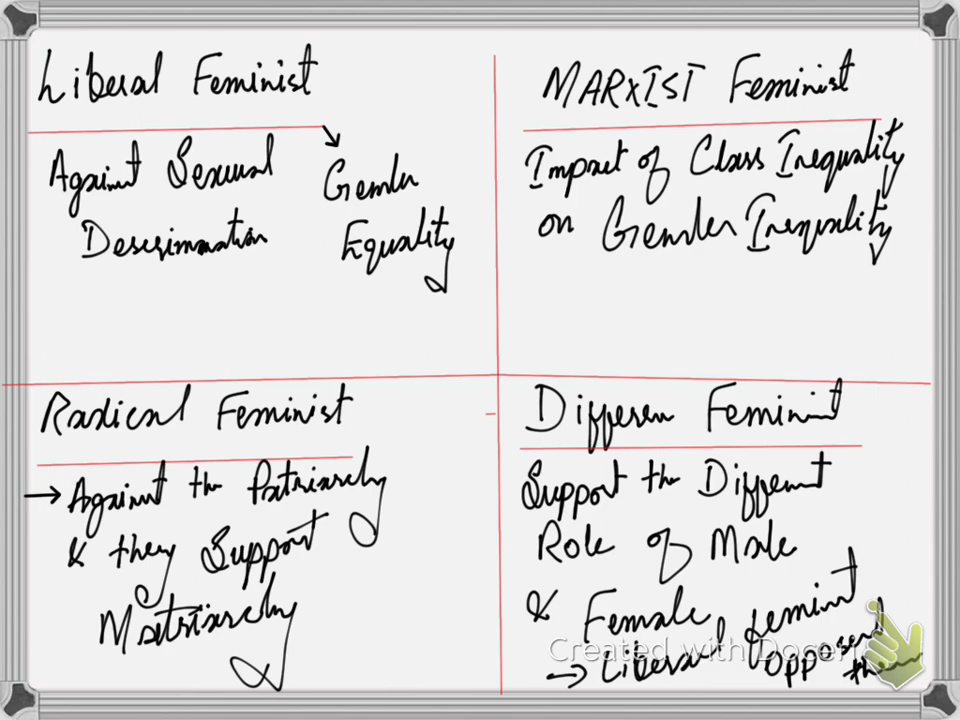 Liberal Feminist
Against Sexual
Descrimination
Gender
Equality
MARxIST Feminist
Impact of Class Inequality
on Gender Inequality
Radical Feminist
→ Against the Patriarchy
& they Support
Matriarchy
Differen Feminist
Support the Different
Role of Male
& Female
→ Liberal feminist
opposed
them
Created with Doceri